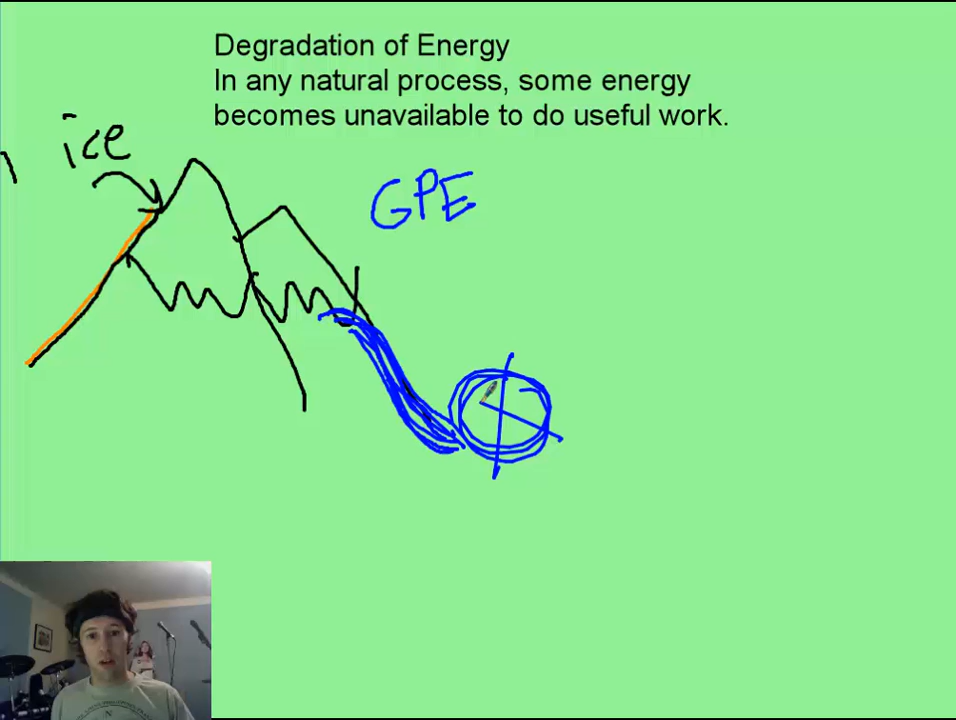 Degradation of Energy
In any natural process, some energy
becomes unavailable to do useful work.
ice
GPE